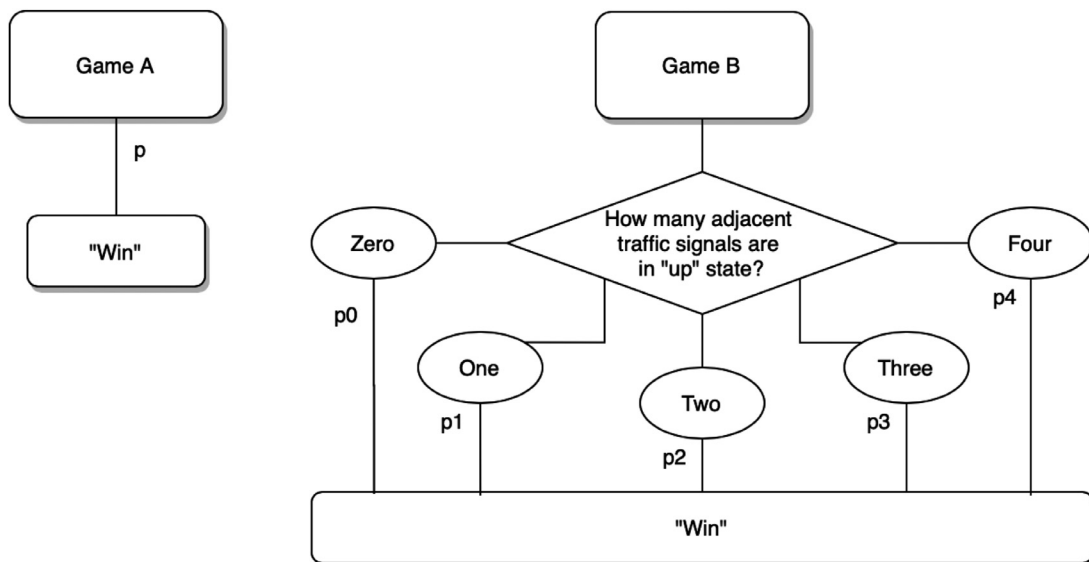 Game A
p
"Win"
Game B
How many adjacent
traffic signals are
in "up" state?
Zero
Four
p0
p4
One
Three
Two
p1
p3
p2
"Win"